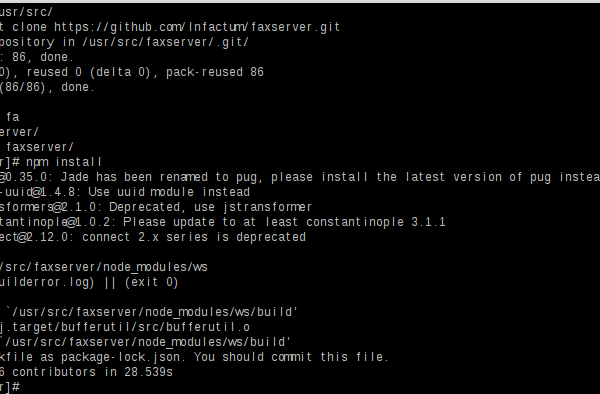 usr/src/
t clone https://github.com/Infactum/faxserver.git
pository in /usr/src/faxserver/.git/
: 86, done.
0), reused 0 (delta 0), pack-reused 86
(86/86), done.
fa
erver/
faxserver/
r]# npm install
@0.35.0: Jade has been renamed to pug, please install the latest version of pug instea
-uuid@1.4.8: Use uuid module instead
sformers@2.1.0: Deprecated, use jstransformer
tantinople@1.0.2: Please update to at least constantinople 3.1.1
ect@2.12.0: connect 2.x series is deprecated
/src/faxserver/node_modules/ws
uilderror.log) || (exit 0)
`/usr/src/faxserver/node_modules/ws/build'
j.target/bufferutil/src/bufferutil.o
`/usr/src/faxserver/node_modules/ws/build'
kfile as package-lock.json. You should commit this file.
6 contributors in 28.539s
r]#